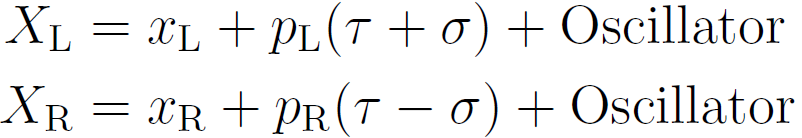 X_L = x_L + p_L(τ + σ) + Oscillator
X_R = x_R + p_R(τ − σ) + Oscillator